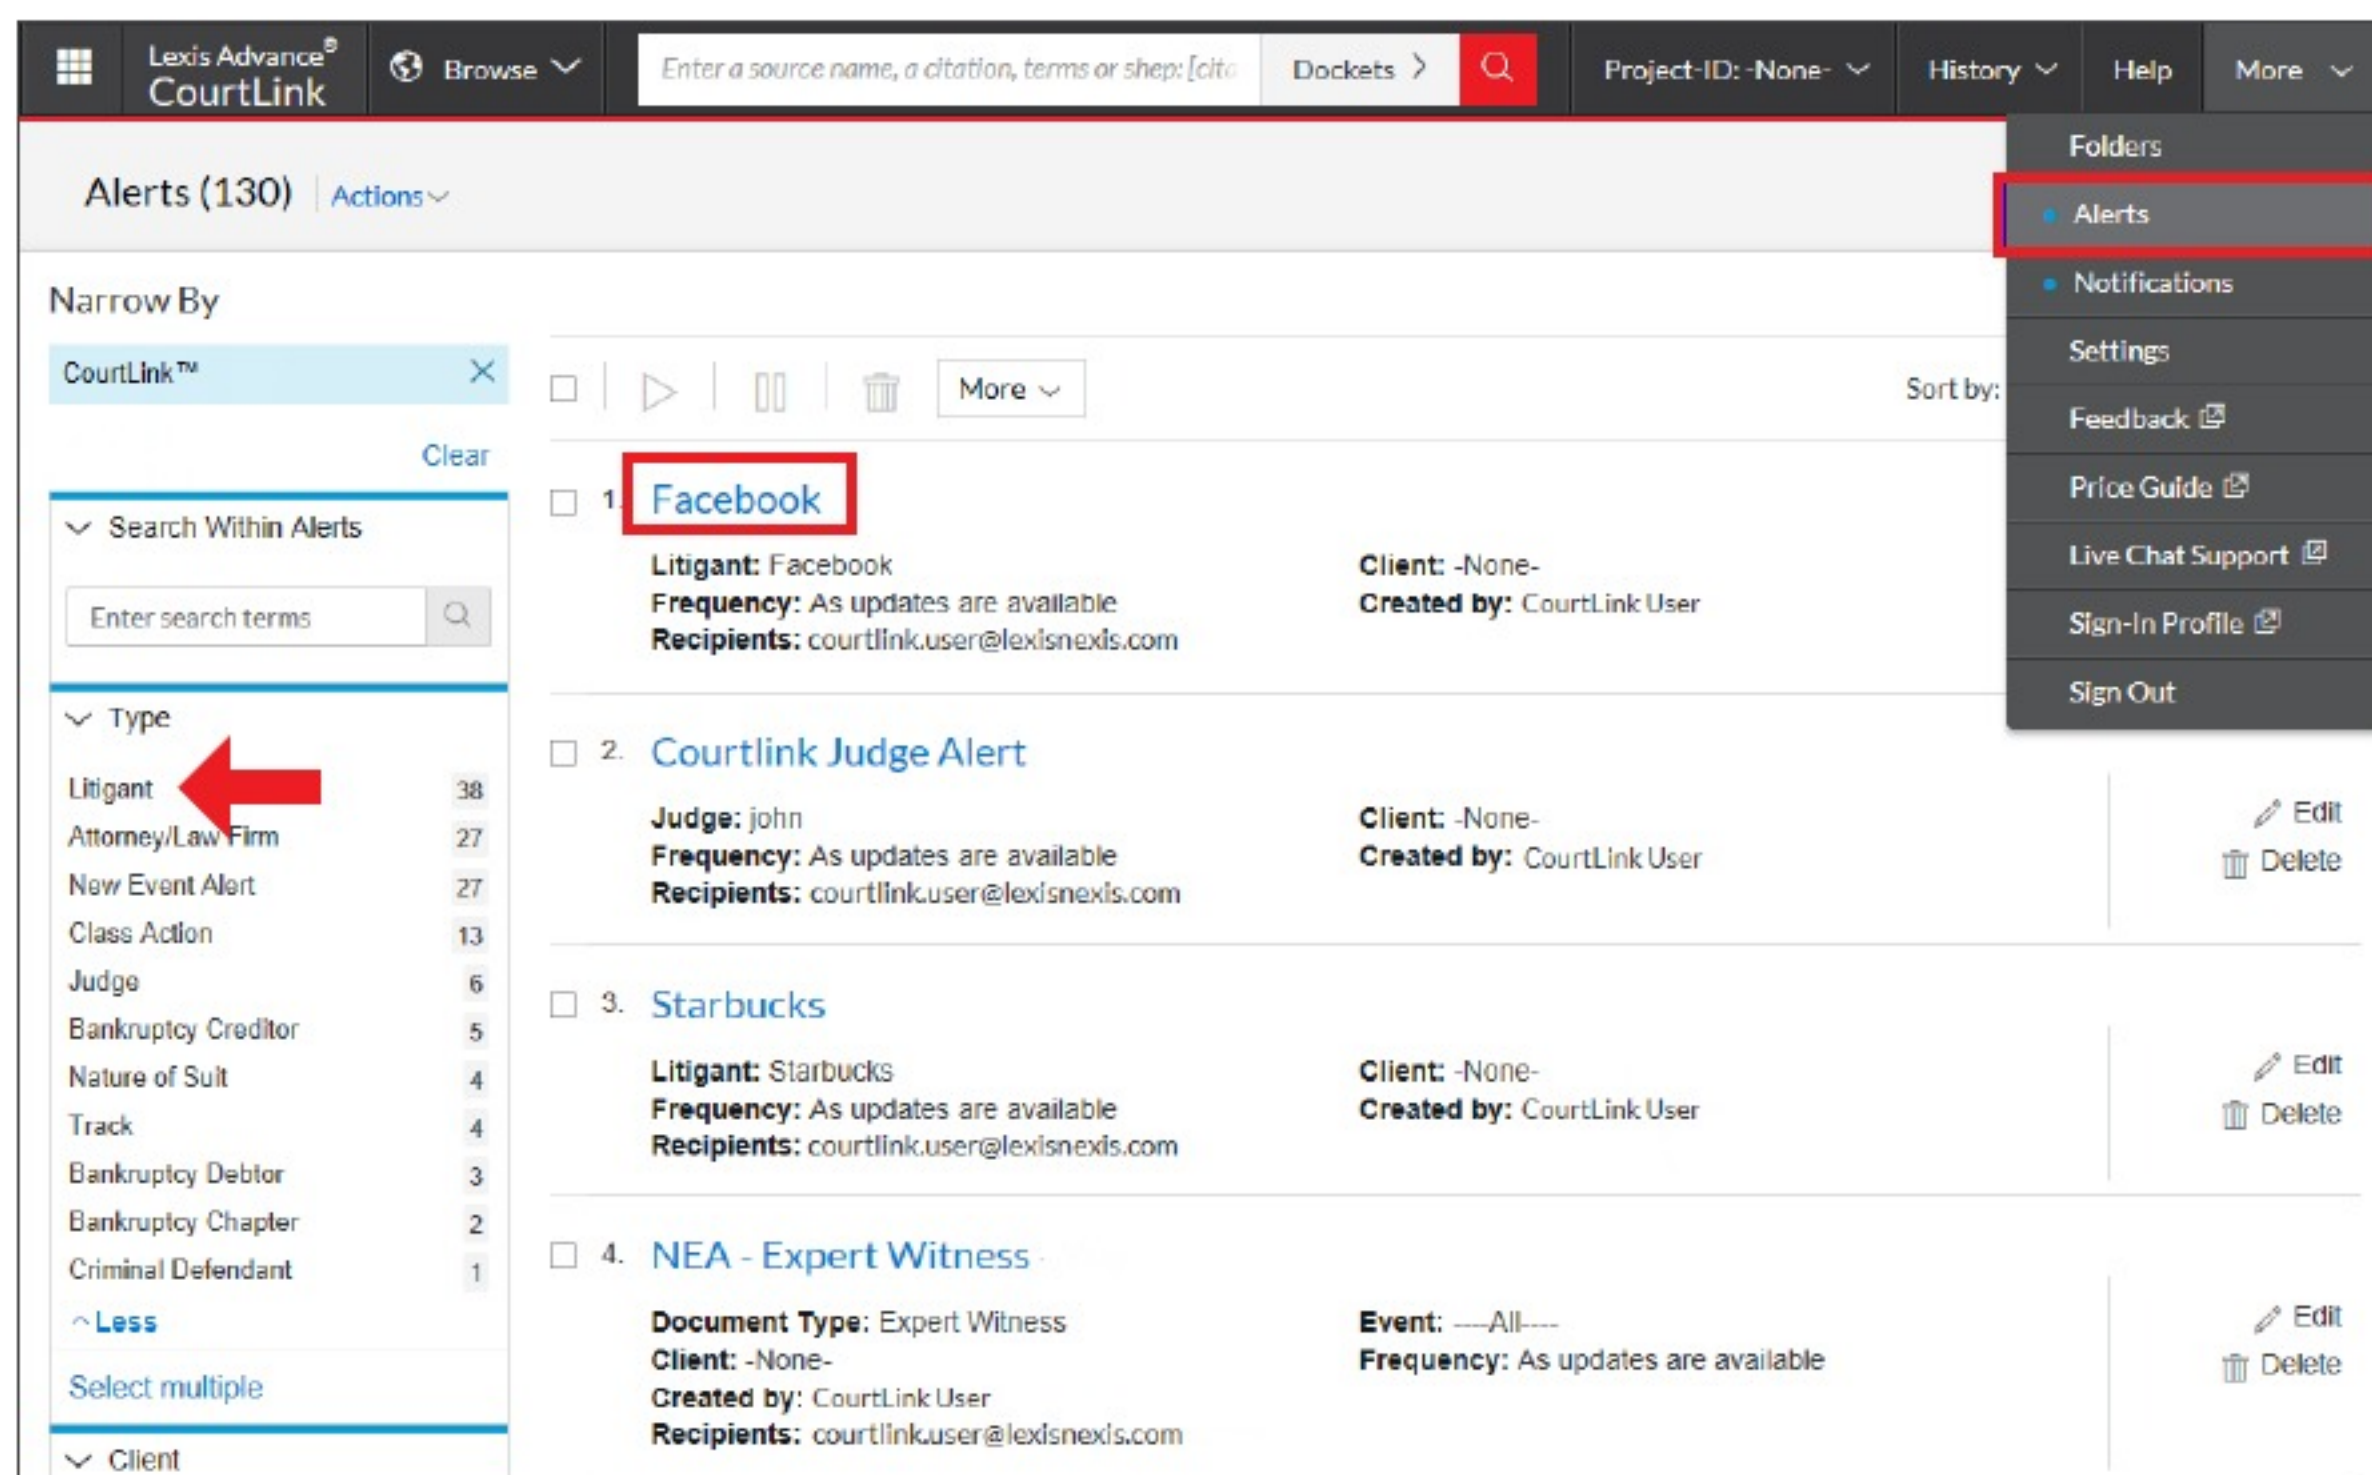 Lexis Advance®
CourtLink
Browse
Enter a source name, a citation, terms or shep: [cita
Dockets
Project-ID: -None-
History
Help
More
Folders
Alerts
Notifications
Settings
Feedback
Price Guide
Live Chat Support
Sign-In Profile
Sign Out
Alerts (130)
Actions
Narrow By
CourtLink™
Clear
Search Within Alerts
Enter search terms
Type
Litigant 38
Attorney/Law Firm 27
New Event Alert 27
Class Action 13
Judge 6
Bankruptcy Creditor 5
Nature of Suit 4
Track 4
Bankruptcy Debtor 3
Bankruptcy Chapter 2
Criminal Defendant 1
Less
Select multiple
Client
More
Sort by:
1. Facebook
Litigant: Facebook
Frequency: As updates are available
Recipients: courtlink.user@lexisnexis.com
Client: -None-
Created by: CourtLink User
2. Courtlink Judge Alert
Judge: john
Frequency: As updates are available
Recipients: courtlink.user@lexisnexis.com
Client: -None-
Created by: CourtLink User
Edit
Delete
3. Starbucks
Litigant: Starbucks
Frequency: As updates are available
Recipients: courtlink.user@lexisnexis.com
Client: -None-
Created by: CourtLink User
Edit
Delete
4. NEA - Expert Witness
Document Type: Expert Witness
Client: -None-
Created by: CourtLink User
Recipients: courtlink.user@lexisnexis.com
Event: ----All----
Frequency: As updates are available
Edit
Delete